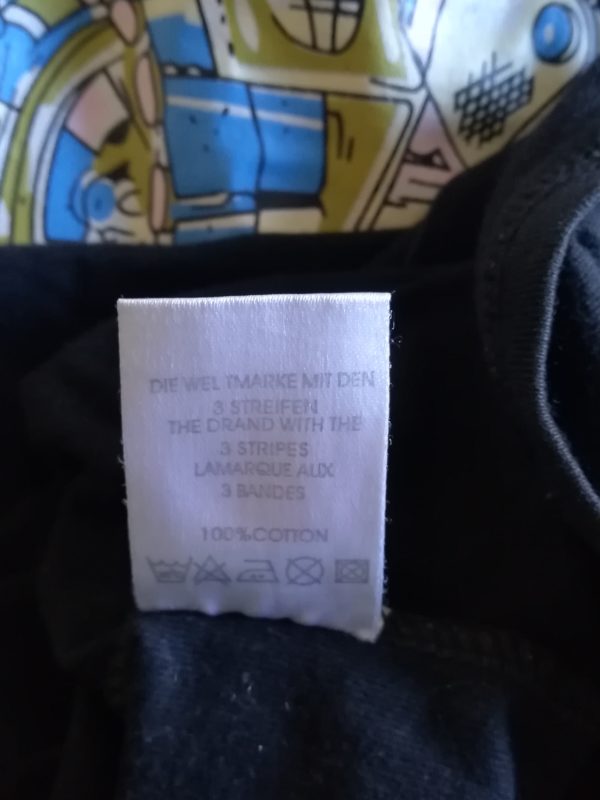 DIE WEL TMARKE MIT DEN
3 STREIFEN
THE DRAND WITH THE
3 STRIPES
LAMARQUE AUX
3 BANDES
100%COTTON